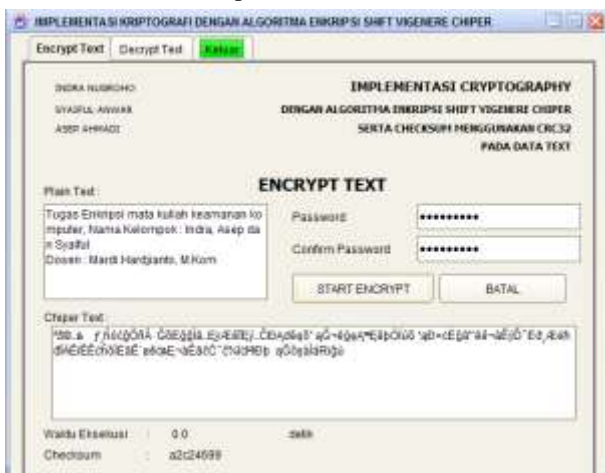 IMPLEMENTASI KRIPTOGRAFI DENGAN ALGORITMA ENKRIPSI SHIFT VIGENERE CHIPER
Encrypt Text Decrypt Text Keluar
INDRA NUGROHO
SYAIFUL ANWAR
ASEP AHMADI
IMPLEMENTASI CRYPTOGRAPHY
DENGAN ALGORITMA ENKRIPSI SHIFT VIGENERE CHIPER
SERTA CHECKSUM MENGGUNAKAN CRC32
PADA DATA TEXT
ENCRYPT TEXT
Plain Text :
Tugas Enkripsi mata kuliah keamanan ko
mputer, Nama Kelompok : Indra, Asep da
n Syaiful
Dosen : Mardi Hardjanto, M.Kom
Password
Confirm Password
START ENCRYPT BATAL
Chiper Text :
Waktu Eksekusi : 0.0 detik
Checksum : a2c24699